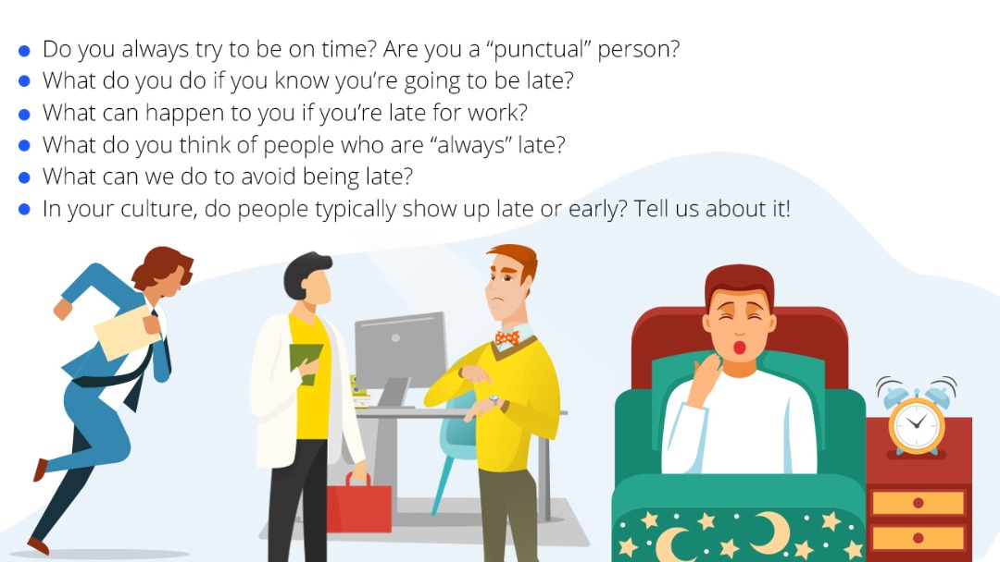 Do you always try to be on time? Are you a “punctual” person?
What do you do if you know you’re going to be late?
What can happen to you if you’re late for work?
What do you think of people who are “always” late?
What can we do to avoid being late?
In your culture, do people typically show up late or early? Tell us about it!